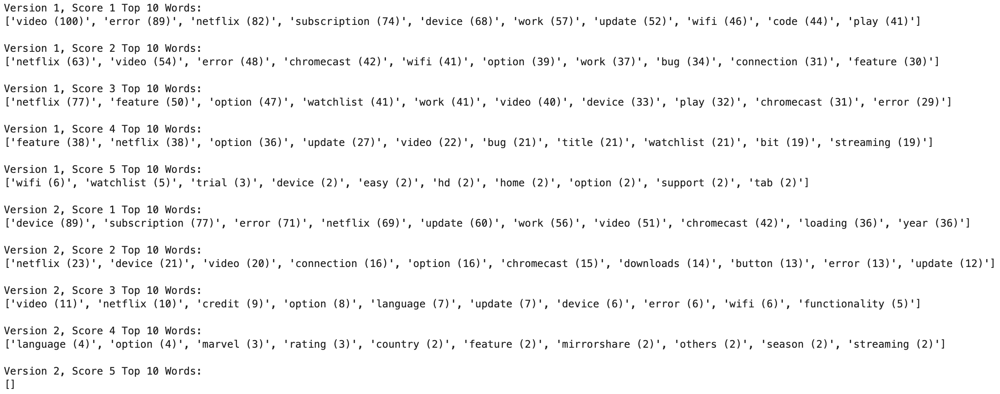 Version 1, Score 1 Top 10 Words:
['video (100)', 'error (89)', 'netflix (82)', 'subscription (74)', 'device (68)', 'work (57)', 'update (52)', 'wifi (46)', 'code (44)', 'play (41)']
Version 1, Score 2 Top 10 Words:
['netflix (63)', 'video (54)', 'error (48)', 'chromecast (42)', 'wifi (41)', 'option (39)', 'work (37)', 'bug (34)', 'connection (31)', 'feature (30)']
Version 1, Score 3 Top 10 Words:
['netflix (77)', 'feature (50)', 'option (47)', 'watchlist (41)', 'work (41)', 'video (40)', 'device (33)', 'play (32)', 'chromecast (31)', 'error (29)']
Version 1, Score 4 Top 10 Words:
['feature (38)', 'netflix (38)', 'option (36)', 'update (27)', 'video (22)', 'bug (21)', 'title (21)', 'watchlist (21)', 'bit (19)', 'streaming (19)']
Version 1, Score 5 Top 10 Words:
['wifi (6)', 'watchlist (5)', 'trial (3)', 'device (2)', 'easy (2)', 'hd (2)', 'home (2)', 'option (2)', 'support (2)', 'tab (2)']
Version 2, Score 1 Top 10 Words:
['device (89)', 'subscription (77)', 'error (71)', 'netflix (69)', 'update (60)', 'work (56)', 'video (51)', 'chromecast (42)', 'loading (36)', 'year (36)']
Version 2, Score 2 Top 10 Words:
['netflix (23)', 'device (21)', 'video (20)', 'connection (16)', 'option (16)', 'chromecast (15)', 'downloads (14)', 'button (13)', 'error (13)', 'update (12)']
Version 2, Score 3 Top 10 Words:
['video (11)', 'netflix (10)', 'credit (9)', 'option (8)', 'language (7)', 'update (7)', 'device (6)', 'error (6)', 'wifi (6)', 'functionality (5)']
Version 2, Score 4 Top 10 Words:
['language (4)', 'option (4)', 'marvel (3)', 'rating (3)', 'country (2)', 'feature (2)', 'mirrorshare (2)', 'others (2)', 'season (2)', 'streaming (2)']
Version 2, Score 5 Top 10 Words:
[]